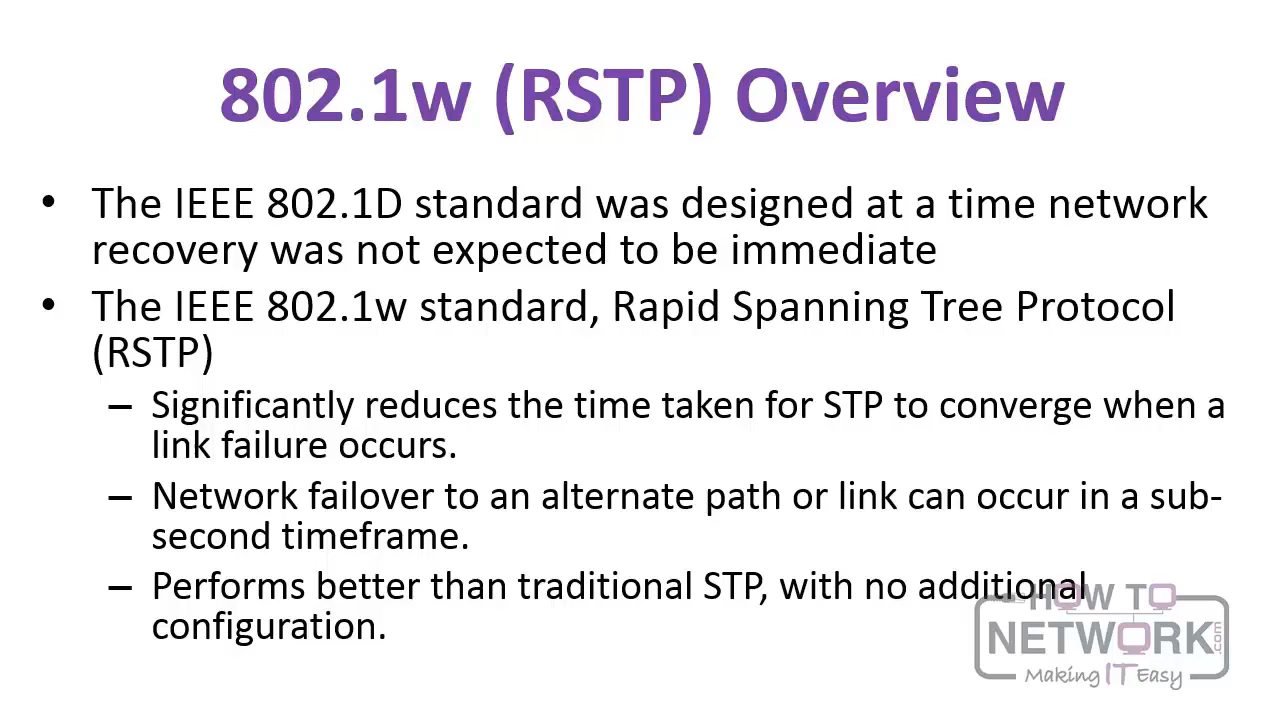 802.1w (RSTP) Overview
• The IEEE 802.1D standard was designed at a time network
recovery was not expected to be immediate
• The IEEE 802.1w standard, Rapid Spanning Tree Protocol
(RSTP)
– Significantly reduces the time taken for STP to converge when a
link failure occurs.
– Network failover to an alternate path or link can occur in a sub-
second timeframe.
– Performs better than traditional STP, with no additional
configuration.
HOW TO
NETWORK.com
Making IT Easy